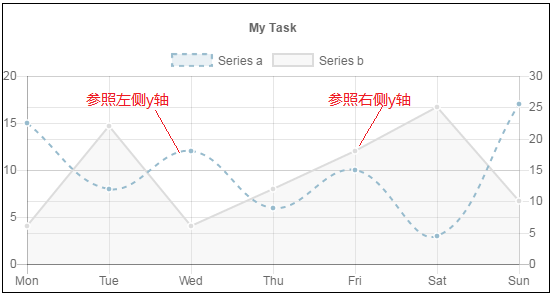 My Task
Series a Series b
参照左侧y轴 参照右侧y轴
20 30
25
15
20
10 15
10
5
5
0 0
Mon Tue Wed Thu Fri Sat Sun